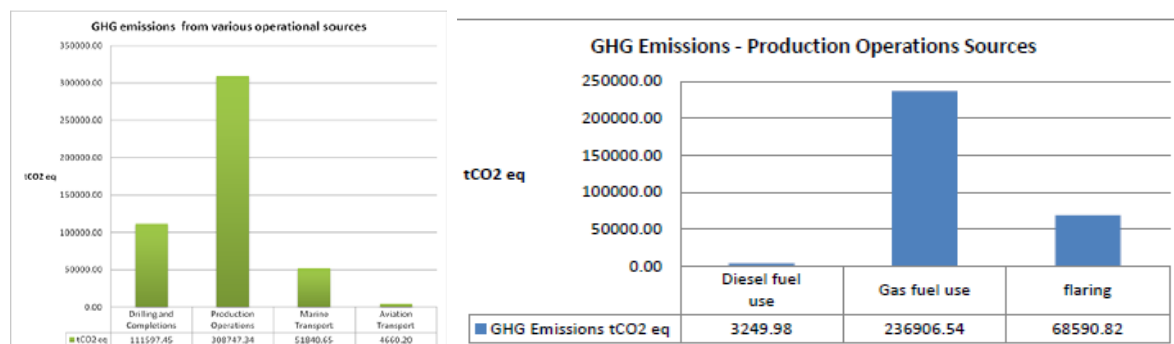 GHG emissions from various operational sources
350000.00
300000.00
250000.00
200000.00
150000.00
100000.00
50000.00
0.00
tCO2 eq
Drilling and Completions
Production Operations
Marine Transport
Aviation Transport
tCO2 eq 111597.45 308747.34 51840.65 4660.20
GHG Emissions - Production Operations Sources
250000.00
200000.00
150000.00
100000.00
50000.00
0.00
tCO2 eq
Diesel fuel use
Gas fuel use
flaring
GHG Emissions tCO2 eq 3249.98 236906.54 68590.82